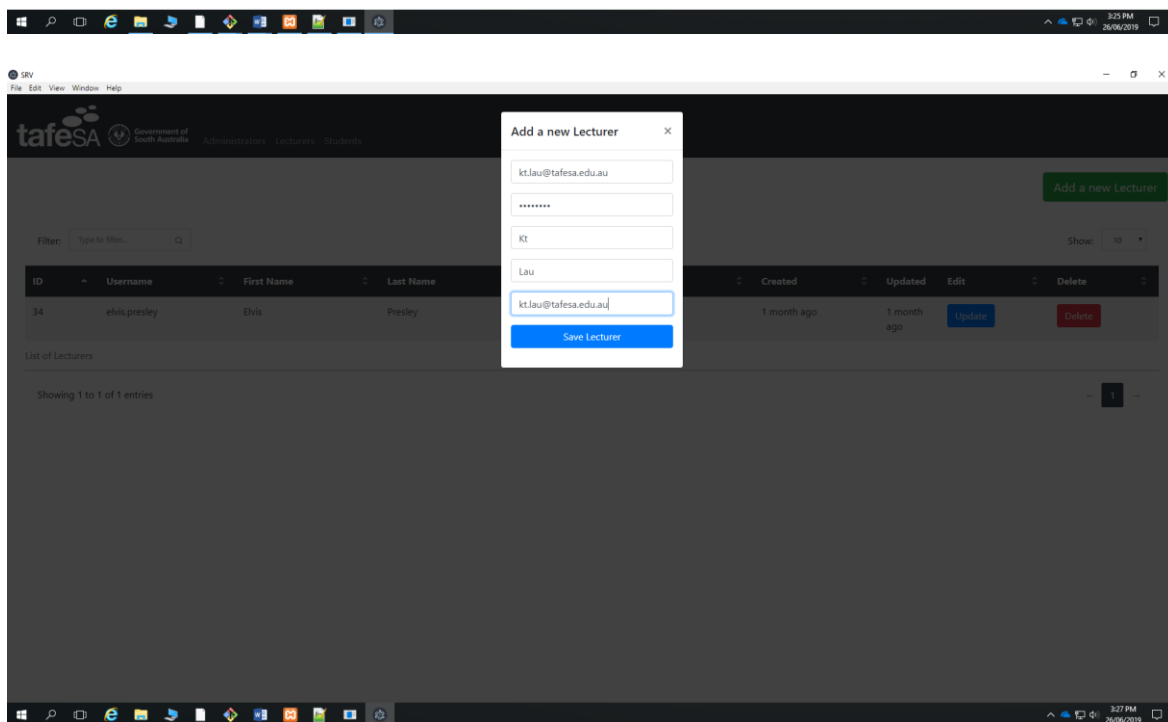 3:25 PM
26/06/2019
SRV
File Edit View Window Help
tafeSA Government of South Australia Administrators Lecturers Students
Add a new Lecturer ×
kt.lau@tafesa.edu.au
••••••••
Add a new Lecturer
Kt
Filter: Type to filter... Show: 10
Lau
ID Username First Name Last Name Created Updated Edit Delete
kt.lau@tafesa.edu.au
34 elvis.presley Elvis Presley 1 month ago 1 month ago Update Delete
Save Lecturer
List of Lecturers
Showing 1 to 1 of 1 entries ← 1 →
3:27 PM
26/06/2019